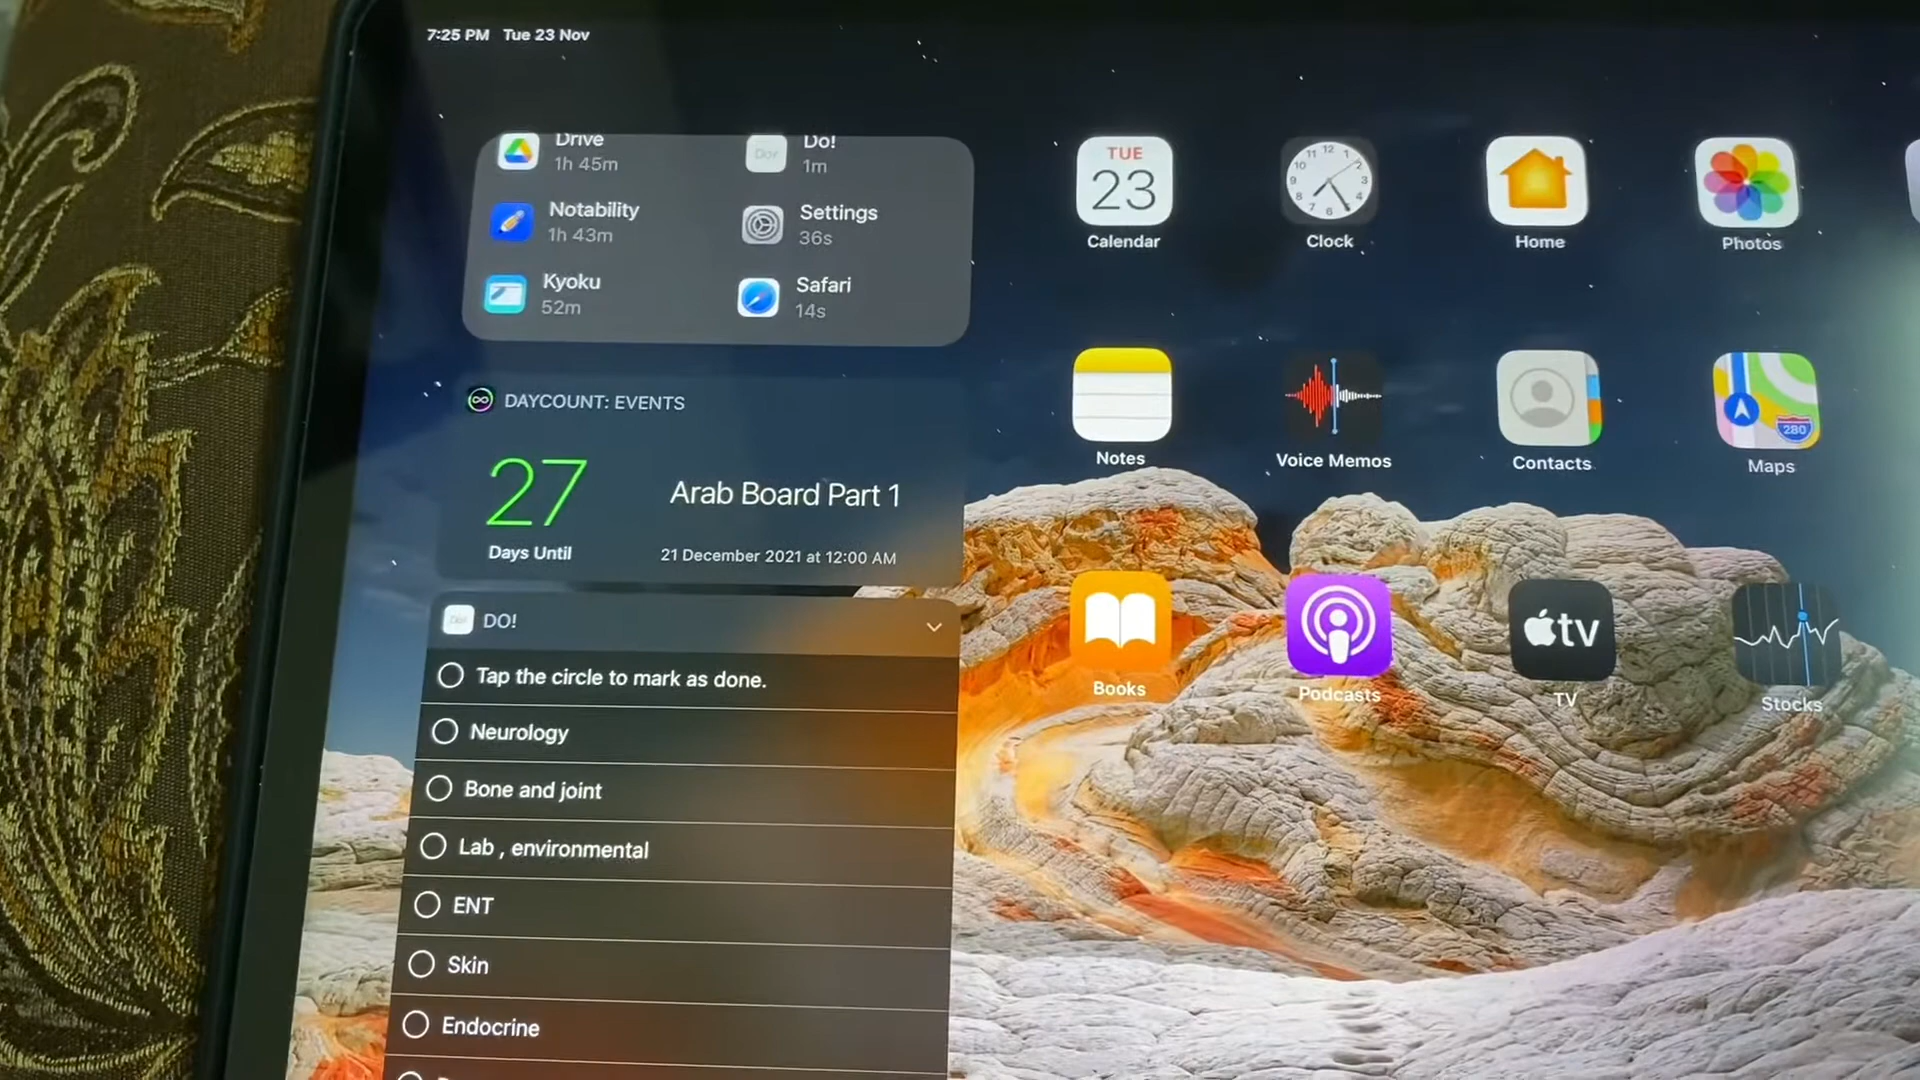 7:25 PM Tue 23 Nov
Drive
1h 45m
Do!
1m
Notability
1h 43m
Settings
36s
Kyoku
52m
Safari
14s
DAYCOUNT: EVENTS
27
Days Until
Arab Board Part 1
21 December 2021 at 12:00 AM
DO!
Tap the circle to mark as done.
Neurology
Bone and joint
Lab , environmental
ENT
Skin
Endocrine
TUE
23
Calendar
Clock
Home
Photos
Notes
Voice Memos
Contacts
280
Maps
Books
Podcasts
tv
TV
Stocks